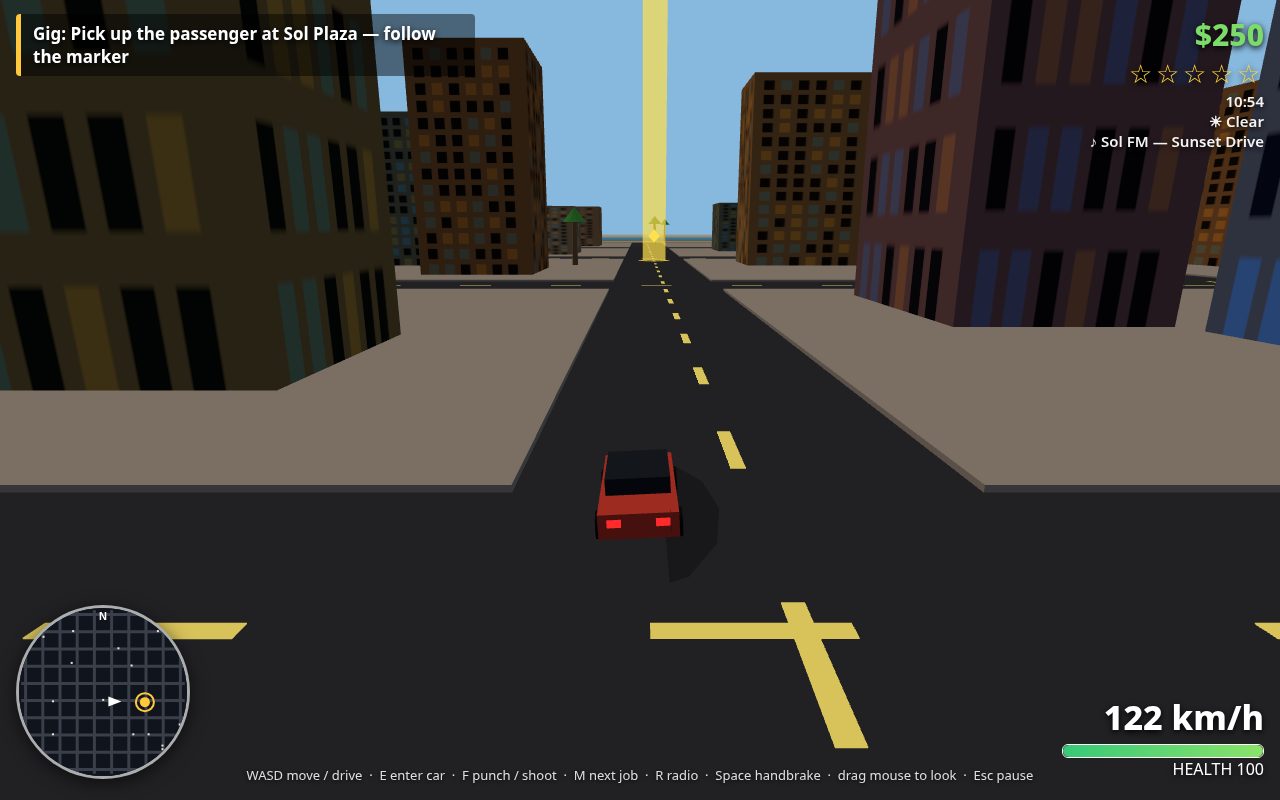 Gig: Pick up the passenger at Sol Plaza — follow
the marker
$250
☆☆☆☆☆
10:54
☀ Clear
♪ Sol FM — Sunset Drive
N
122 km/h
HEALTH 100
WASD move / drive · E enter car · F punch / shoot · M next job · R radio · Space handbrake · drag mouse to look · Esc pause